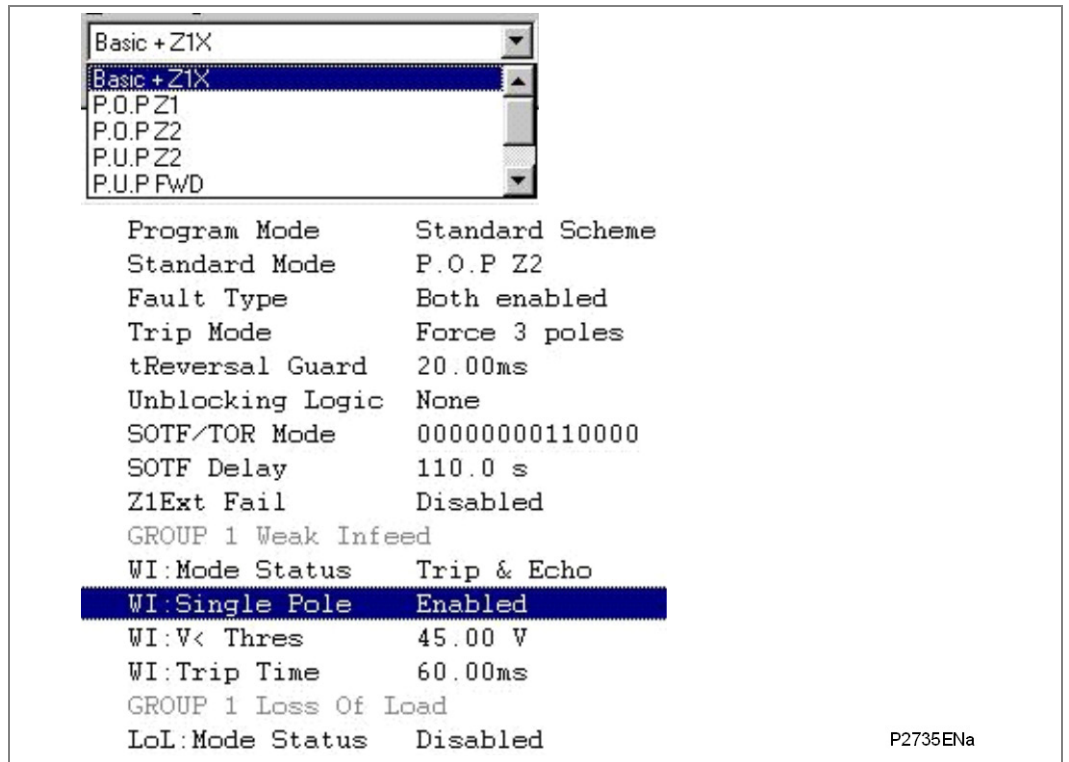 Basic + Z1X
Basic + Z1X
P.O.P Z1
P.O.P Z2
P.U.P Z2
P.U.P FWD
Program Mode Standard Scheme
Standard Mode P.O.P Z2
Fault Type Both enabled
Trip Mode Force 3 poles
tReversal Guard 20.00ms
Unblocking Logic None
SOTF/TOR Mode 00000000110000
SOTF Delay 110.0 s
Z1Ext Fail Disabled
GROUP 1 Weak Infeed
WI:Mode Status Trip & Echo
WI:Single Pole Enabled
WI:V< Thres 45.00 V
WI:Trip Time 60.00ms
GROUP 1 Loss Of Load
LoL:Mode Status Disabled
P2735ENa